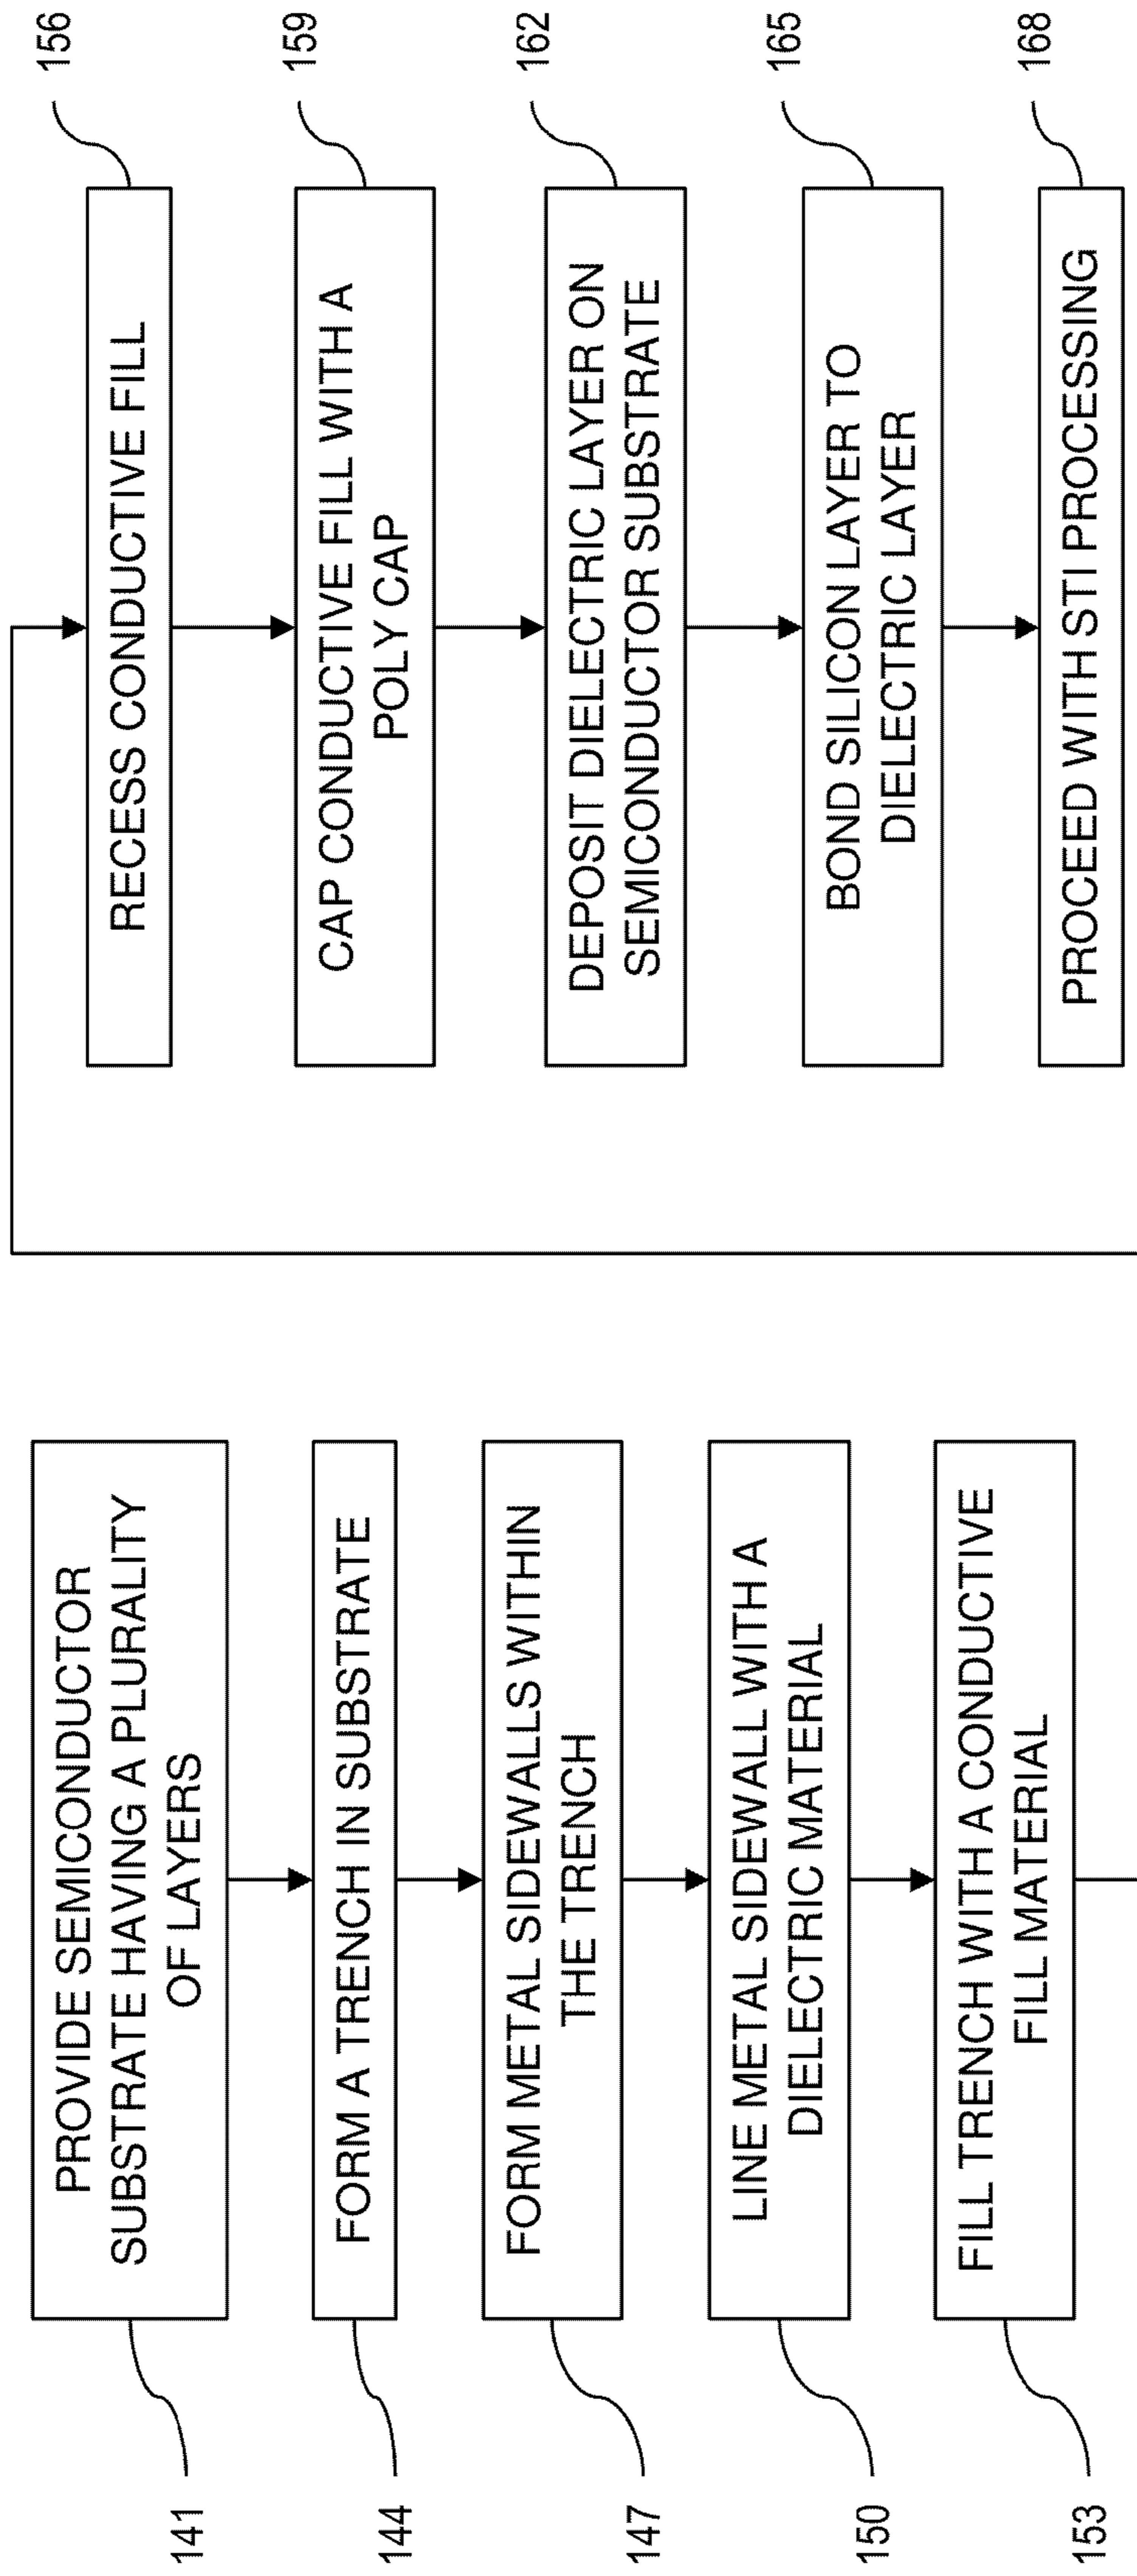 141
PROVIDE SEMICONDUCTOR
SUBSTRATE HAVING A PLURALITY
OF LAYERS
144
FORM A TRENCH IN SUBSTRATE
147
FORM METAL SIDEWALLS WITHIN
THE TRENCH
150
LINE METAL SIDEWALL WITH A
DIELECTRIC MATERIAL
153
FILL TRENCH WITH A CONDUCTIVE
FILL MATERIAL
RECESS CONDUCTIVE FILL
156
CAP CONDUCTIVE FILL WITH A
POLY CAP
159
DEPOSIT DIELECTRIC LAYER ON
SEMICONDUCTOR SUBSTRATE
162
BOND SILICON LAYER TO
DIELECTRIC LAYER
165
PROCEED WITH STI PROCESSING
168